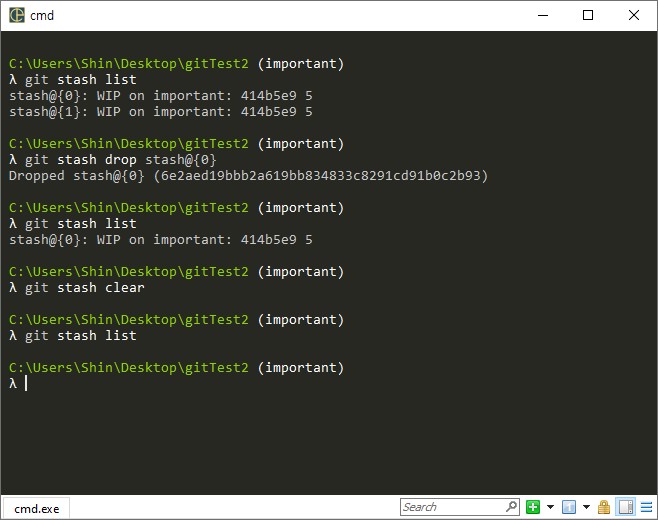 cmd
C:\Users\Shin\Desktop\gitTest2 (important)
λ git stash list
stash@{0}: WIP on important: 414b5e9 5
stash@{1}: WIP on important: 414b5e9 5
C:\Users\Shin\Desktop\gitTest2 (important)
λ git stash drop stash@{0}
Dropped stash@{0} (6e2aed19bbb2a619bb834833c8291cd91b0c2b93)
C:\Users\Shin\Desktop\gitTest2 (important)
λ git stash list
stash@{0}: WIP on important: 414b5e9 5
C:\Users\Shin\Desktop\gitTest2 (important)
λ git stash clear
C:\Users\Shin\Desktop\gitTest2 (important)
λ git stash list
C:\Users\Shin\Desktop\gitTest2 (important)
λ
cmd.exe
Search